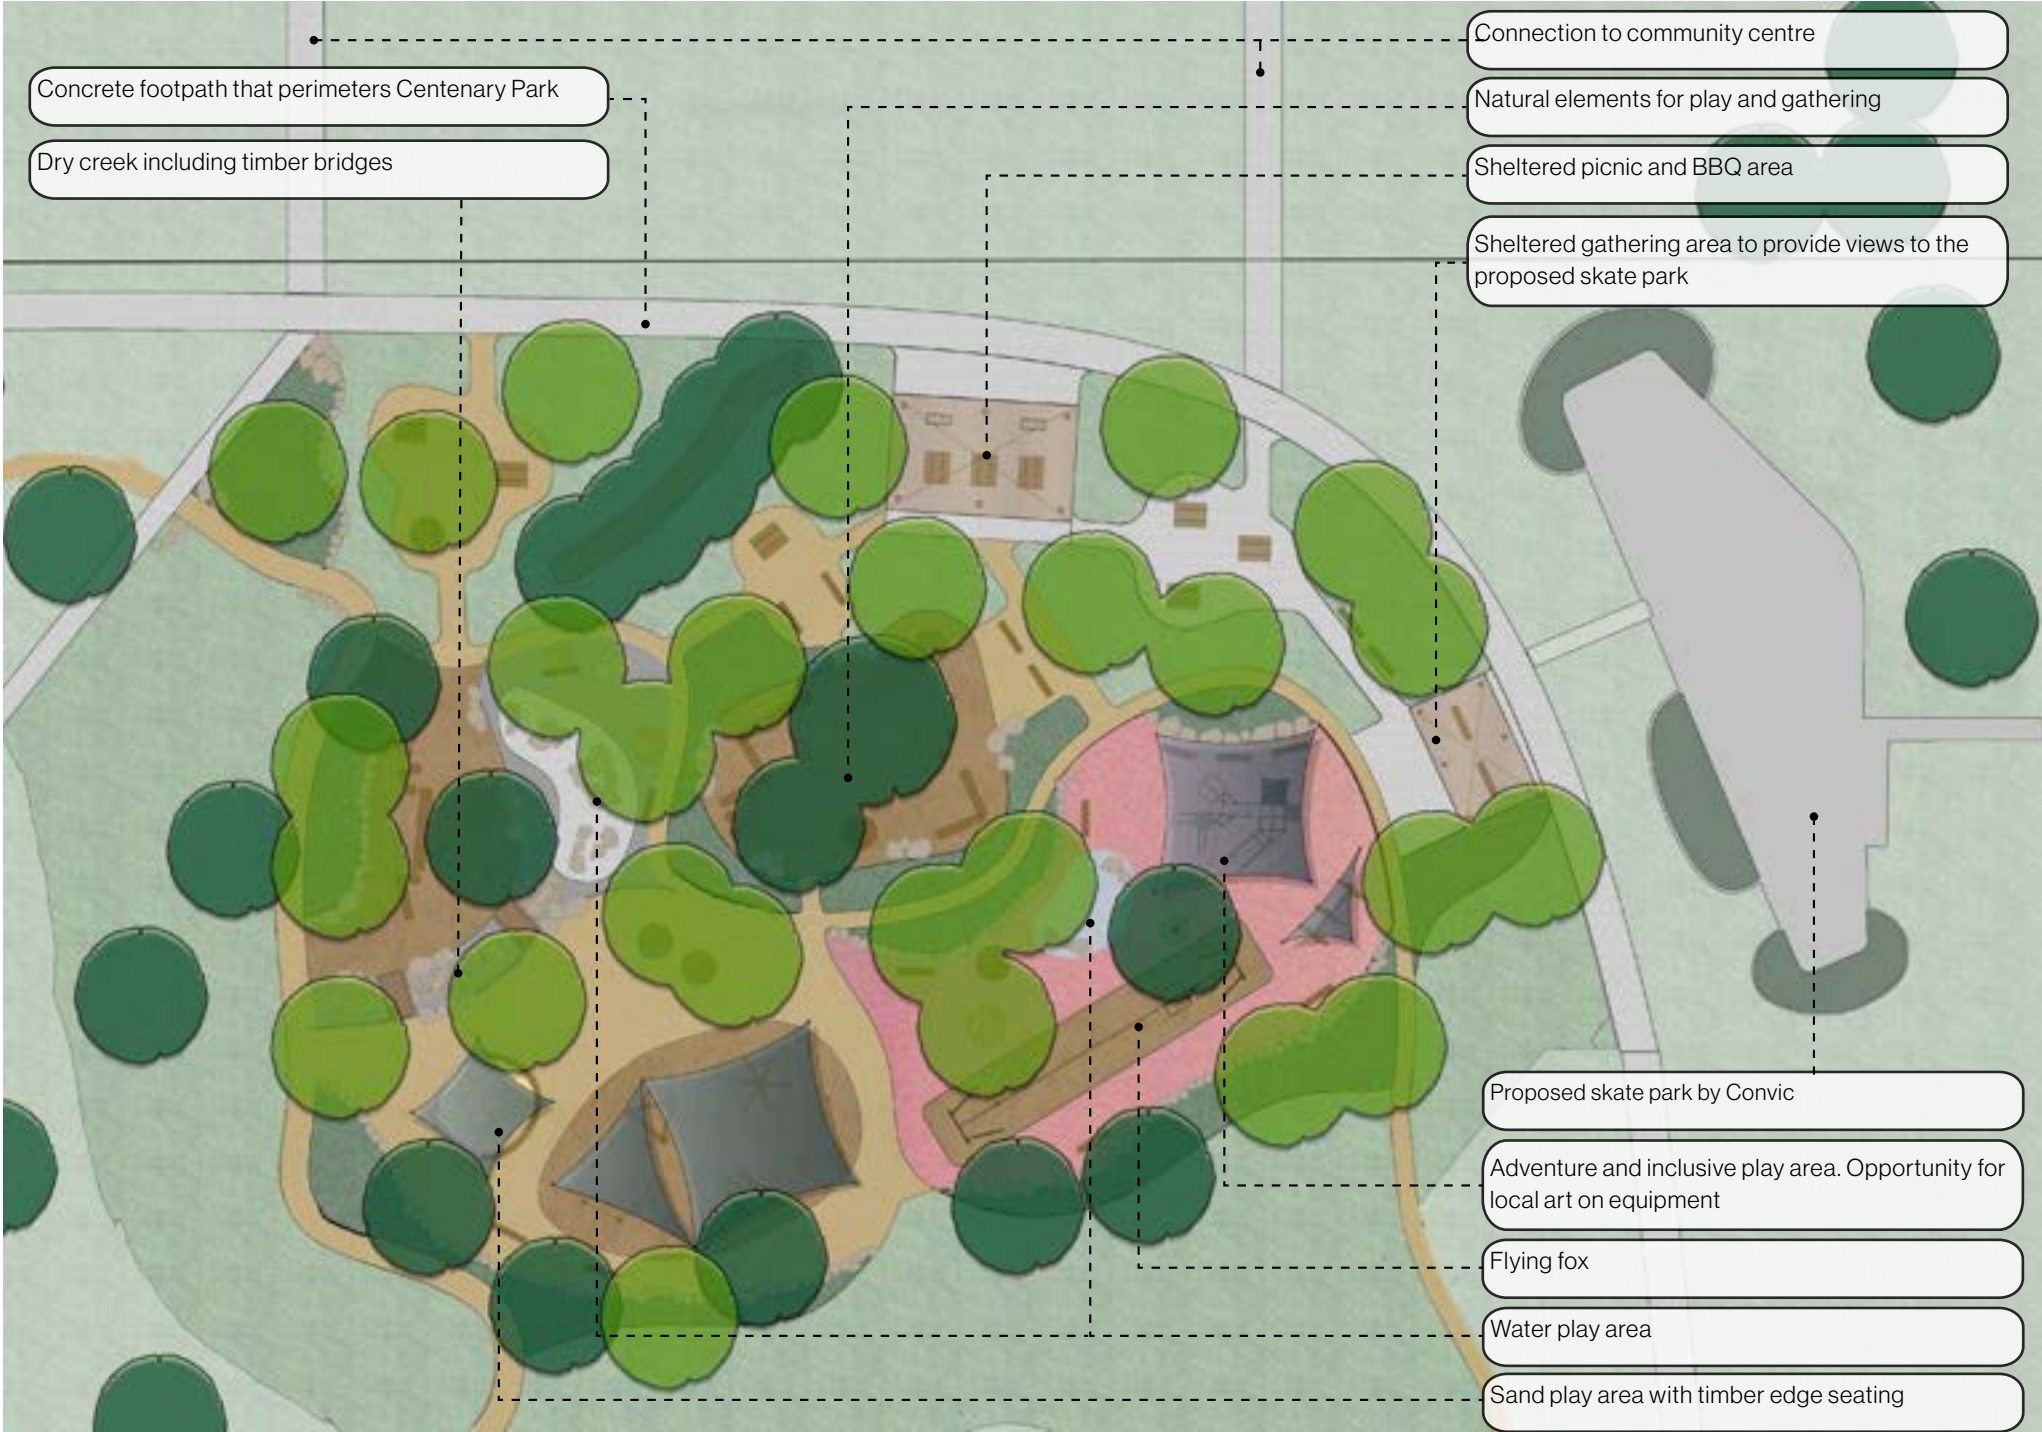 Concrete footpath that perimeters Centenary Park
Dry creek including timber bridges
Connection to community centre
Natural elements for play and gathering
Sheltered picnic and BBQ area
Sheltered gathering area to provide views to the
proposed skate park
Proposed skate park by Convic
Adventure and inclusive play area. Opportunity for
local art on equipment
Flying fox
Water play area
Sand play area with timber edge seating